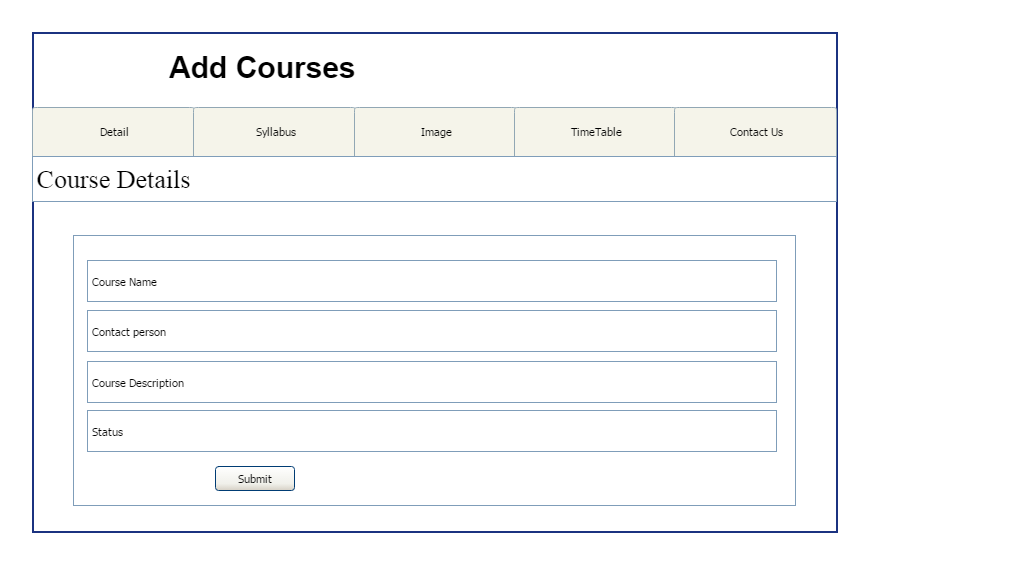 Add Courses
Detail Syllabus Image TimeTable Contact Us
Course Details
Course Name
Contact person
Course Description
Status
Submit